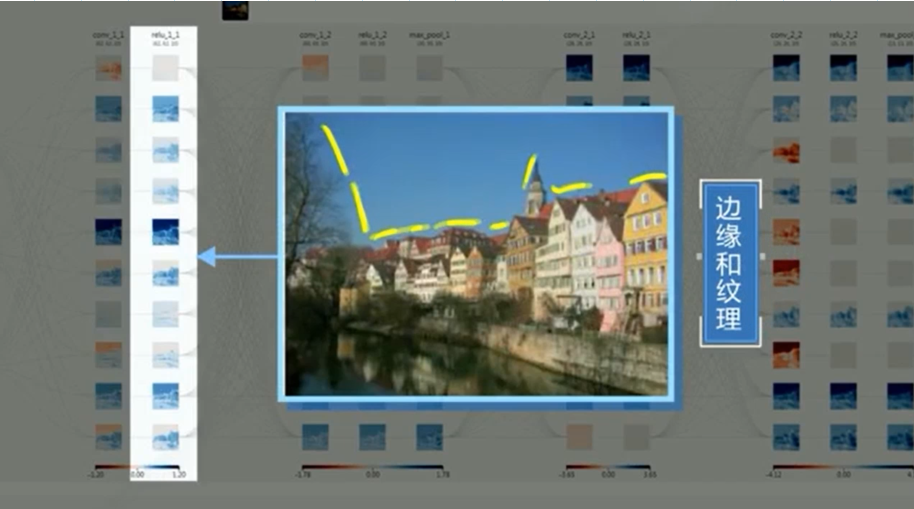 conv_1_1
relu_1_1
conv_1_2
relu_1_2
max_pool_1
conv_2_1
relu_2_1
conv_2_2
relu_2_2
max_pool_2
边缘和纹理
-1.20
0.00
1.20
-1.78
0.00
1.78
-3.65
0.00
3.65
-4.12
0.00